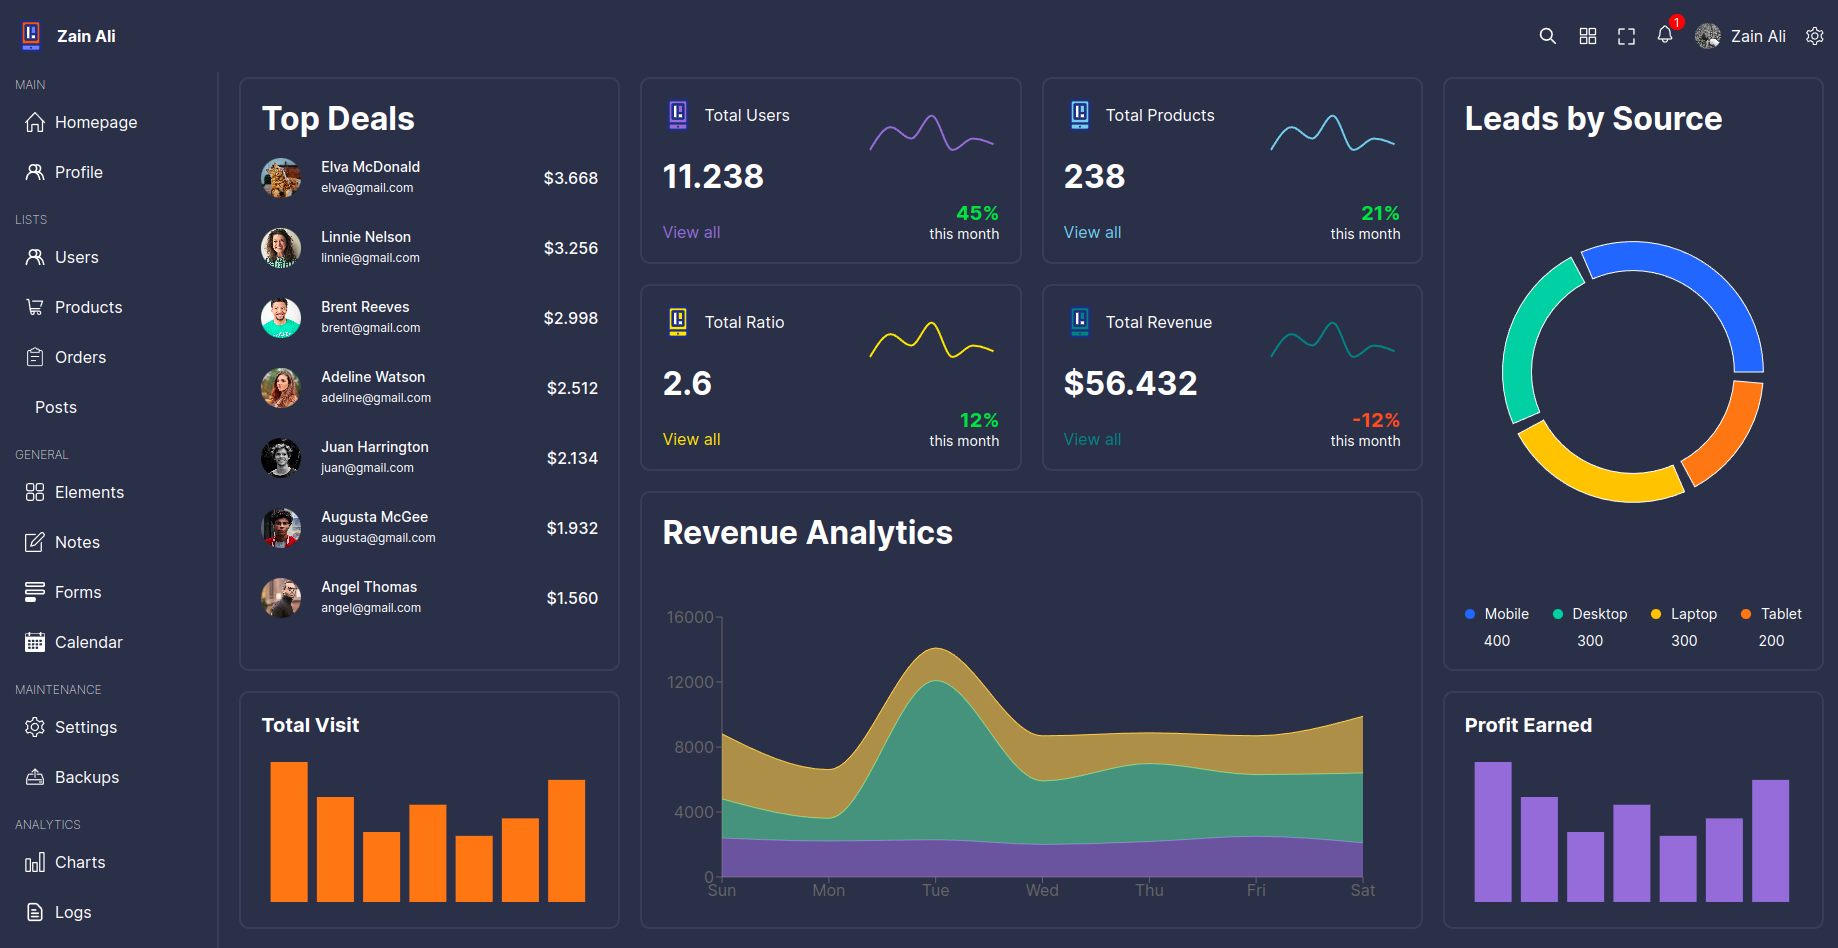 Zain Ali
1
Zain Ali
MAIN
Homepage
Profile
LISTS
Users
Products
Orders
Posts
GENERAL
Elements
Notes
Forms
Calendar
MAINTENANCE
Settings
Backups
ANALYTICS
Charts
Logs
Top Deals
Elva McDonald
elva@gmail.com
$3.668
Linnie Nelson
linnie@gmail.com
$3.256
Brent Reeves
brent@gmail.com
$2.998
Adeline Watson
adeline@gmail.com
$2.512
Juan Harrington
juan@gmail.com
$2.134
Augusta McGee
augusta@gmail.com
$1.932
Angel Thomas
angel@gmail.com
$1.560
Total Visit
Total Users
11.238
View all
45%
this month
Total Products
238
View all
21%
this month
Total Ratio
2.6
View all
12%
this month
Total Revenue
$56.432
View all
-12%
this month
Revenue Analytics
16000
12000
8000
4000
0
Sun Mon Tue Wed Thu Fri Sat
Leads by Source
Mobile Desktop Laptop Tablet
400 300 300 200
Profit Earned